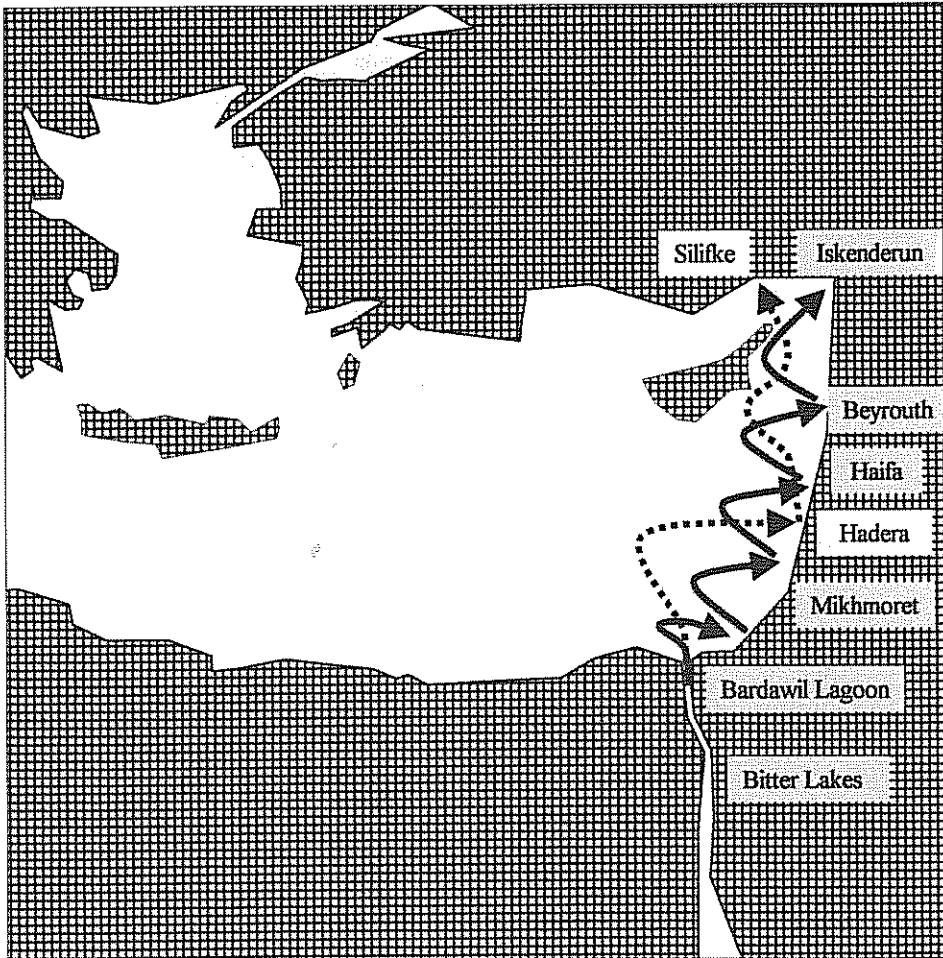 Silifke
Iskenderun
Beyrouth
Haifa
Hadera
Mikhmoret
Bardawil Lagoon
Bitter Lakes